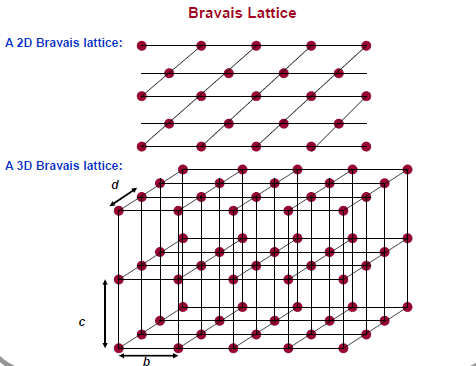 Bravais Lattice
A 2D Bravais lattice:
A 3D Bravais lattice:
d
c
b